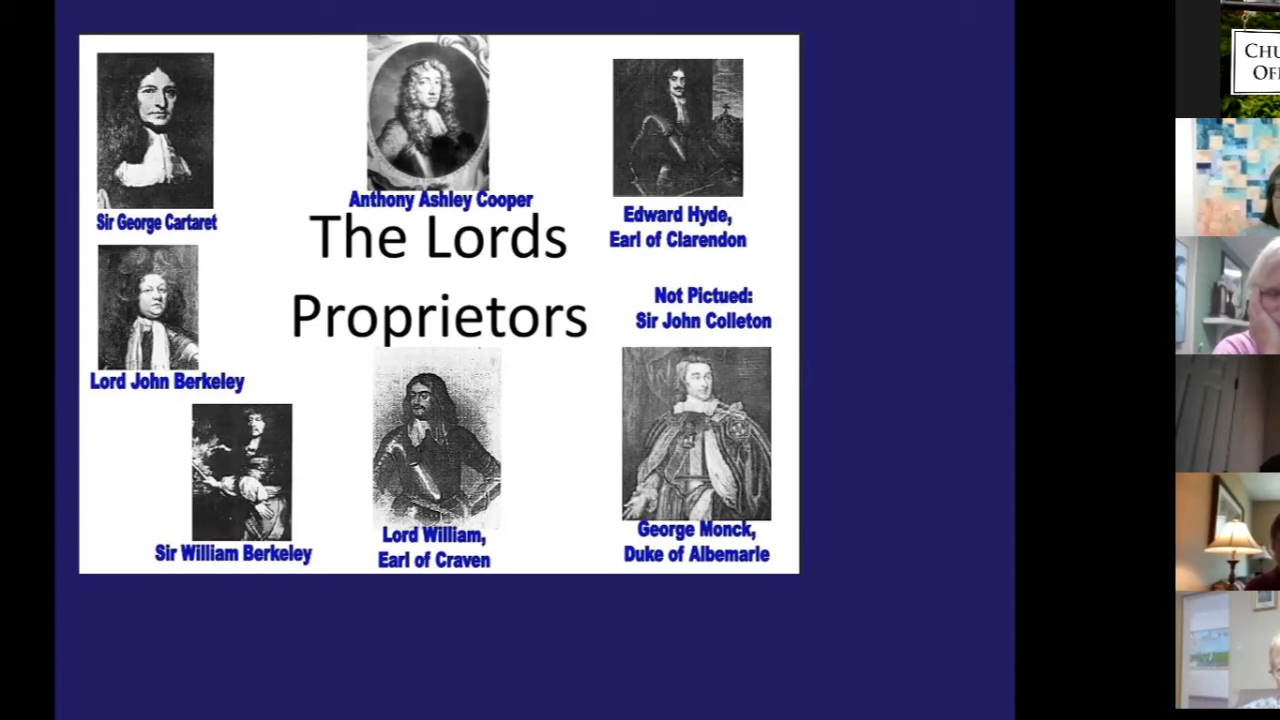 Anthony Ashley Cooper
Sir George Cartaret
Edward Hyde,
Earl of Clarendon
The Lords
Proprietors
Not Pictued:
Sir John Colleton
Lord John Berkeley
Sir William Berkeley
Lord William,
Earl of Craven
George Monck,
Duke of Albemarle